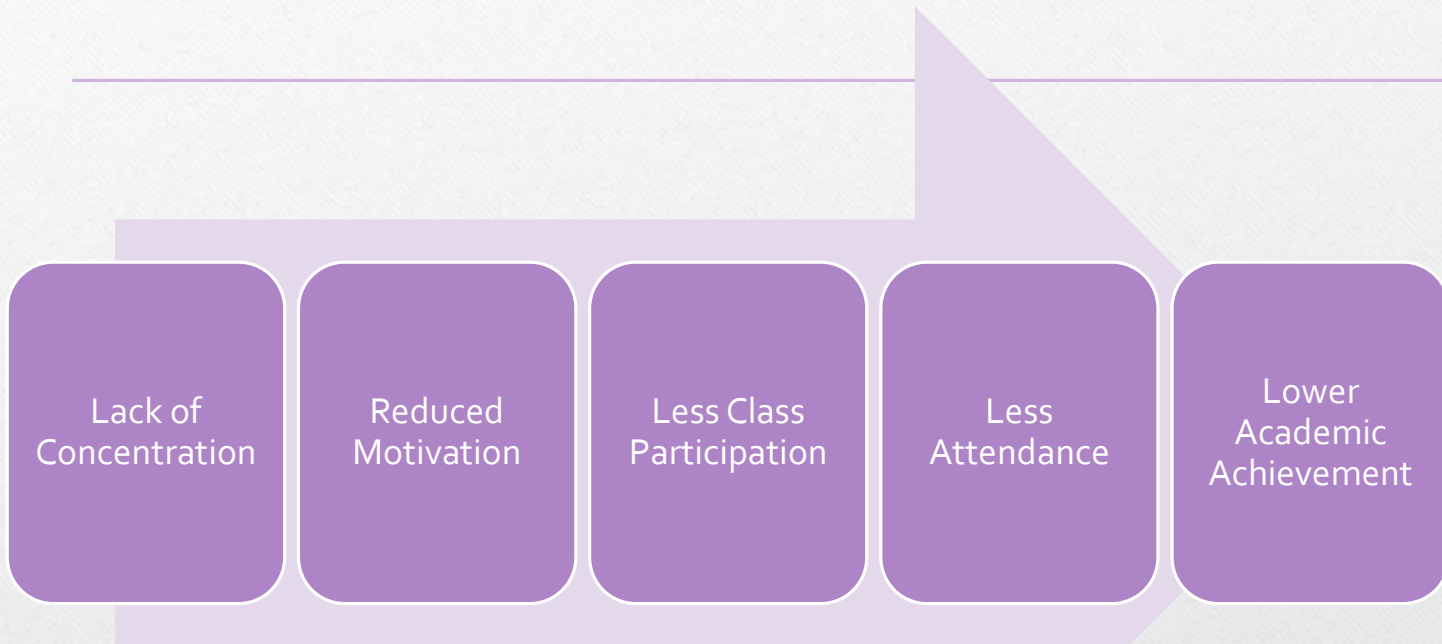 Lack of
Concentration
Reduced
Motivation
Less Class
Participation
Less
Attendance
Lower
Academic
Achievement